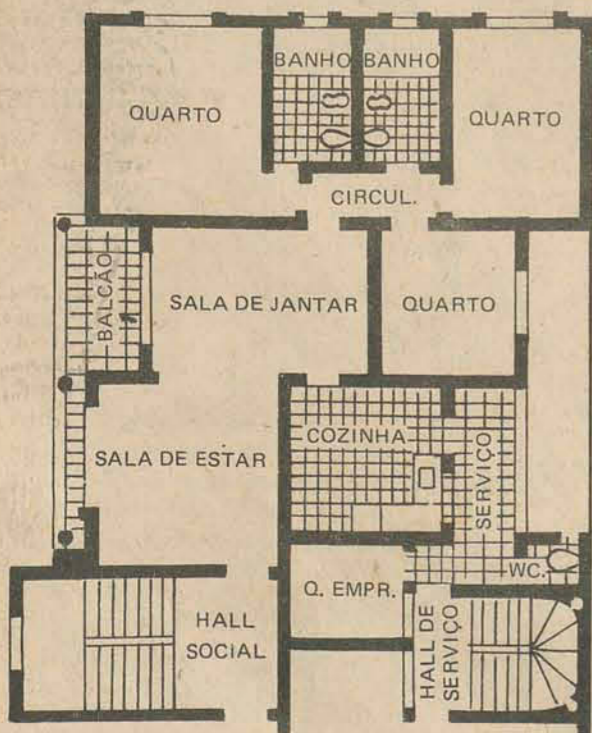 BANHO
BANHO
QUARTO
QUARTO
CIRCUL.
BALCÃO
SALA DE JANTAR
QUARTO
COZINHA
SERVIÇO
SALA DE ESTAR
WC.
Q. EMPR.
HALL
SOCIAL
HALL DE
SERVIÇO